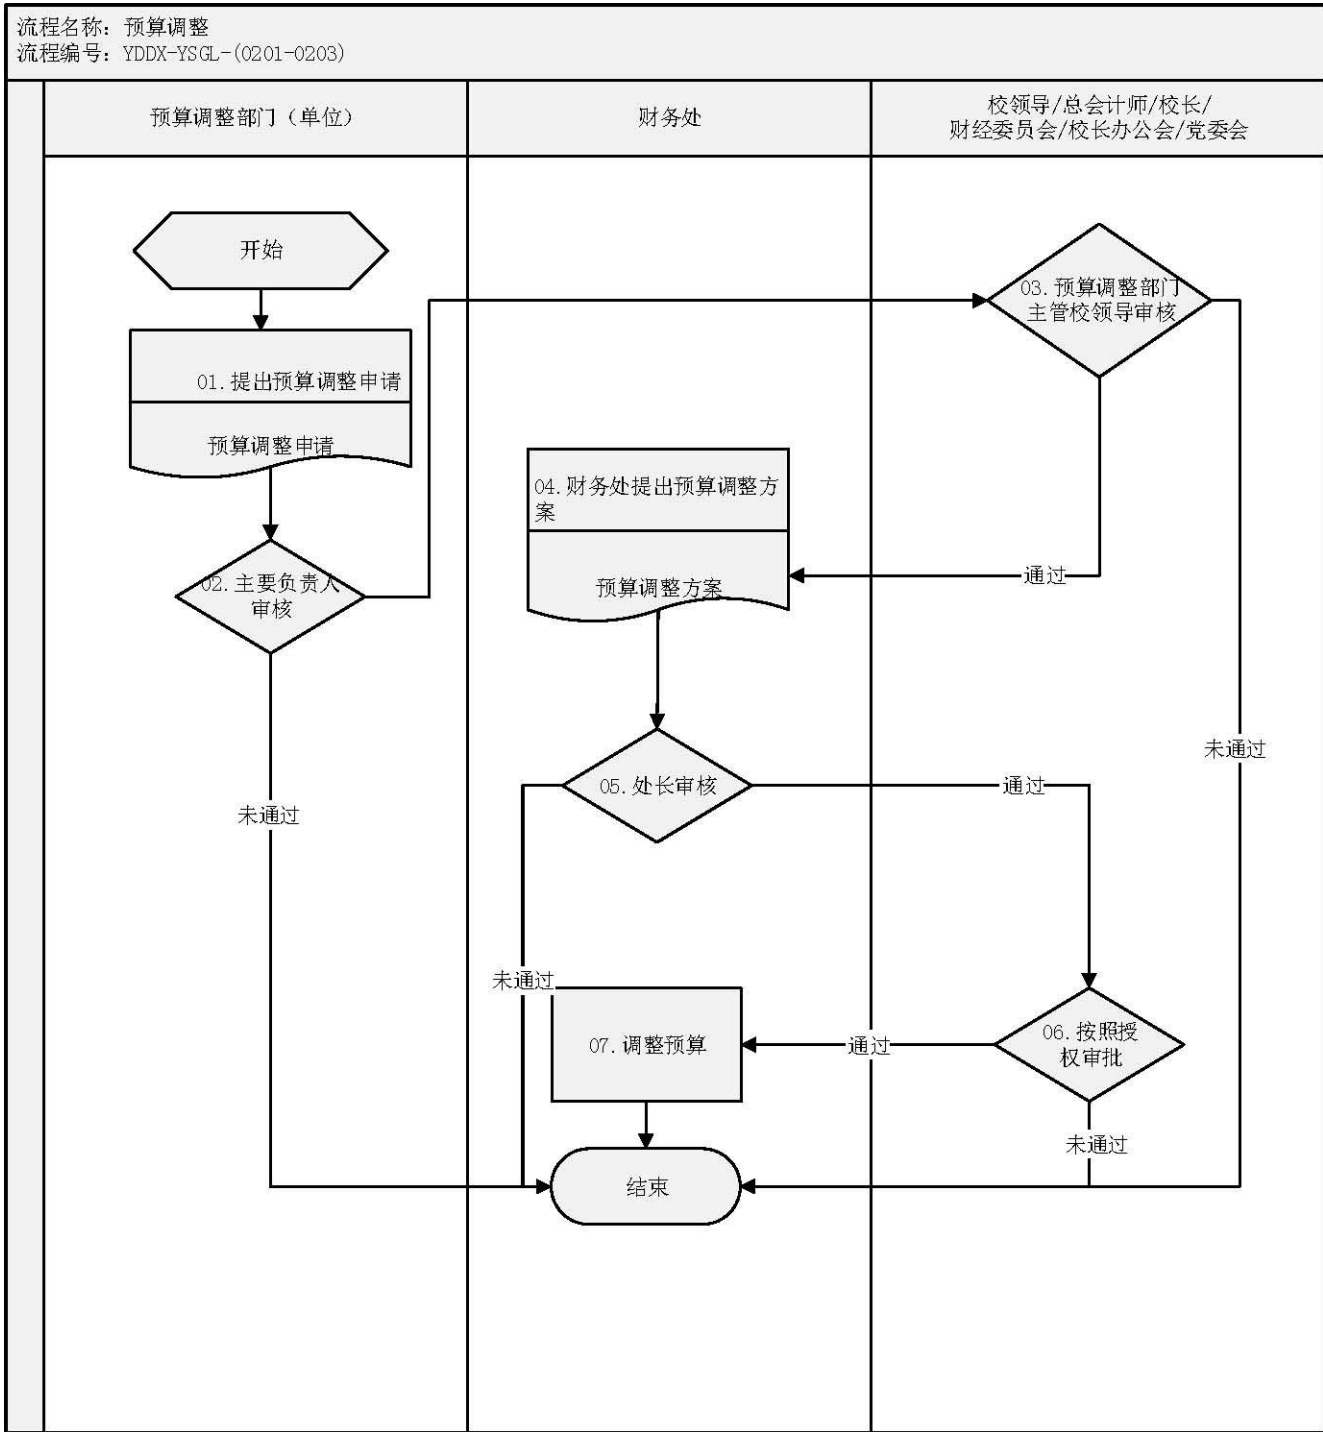 流程名称：预算调整
流程编号：YDDX-YSGL-(0201-0203)
预算调整部门（单位）
财务处
校领导/总会计师/校长/
财经委员会/校长办公会/党委会
开始
03.预算调整部门
主管校领导审核
01.提出预算调整申请
预算调整申请
04.财务处提出预算调整方
案
通过
预算调整方案
02.主要负责人
审核
未通过
05.处长审核
通过
未通过
未通过
07.调整预算
通过
06.按照授
权审批
未通过
结束